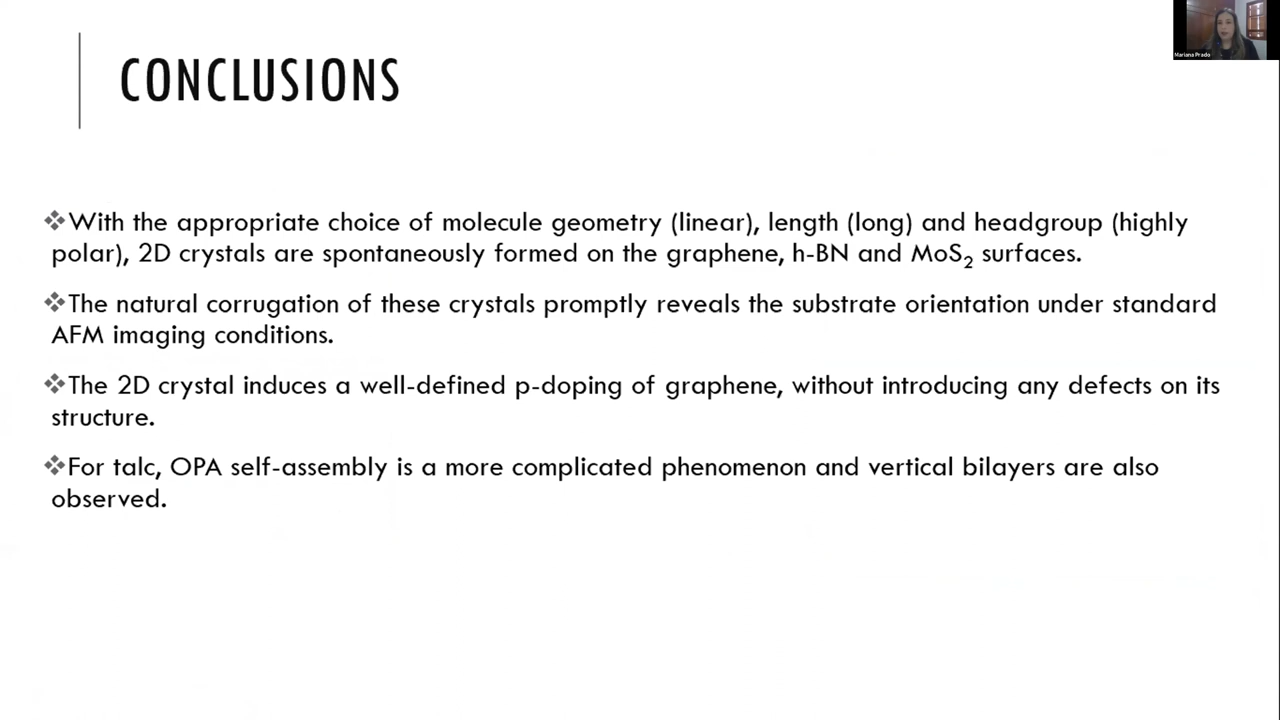 Mariana Prado
CONCLUSIONS
❖With the appropriate choice of molecule geometry (linear), length (long) and headgroup (highly
polar), 2D crystals are spontaneously formed on the graphene, h-BN and MoS₂ surfaces.
❖The natural corrugation of these crystals promptly reveals the substrate orientation under standard
AFM imaging conditions.
❖The 2D crystal induces a well-defined p-doping of graphene, without introducing any defects on its
structure.
❖For talc, OPA self-assembly is a more complicated phenomenon and vertical bilayers are also
observed.